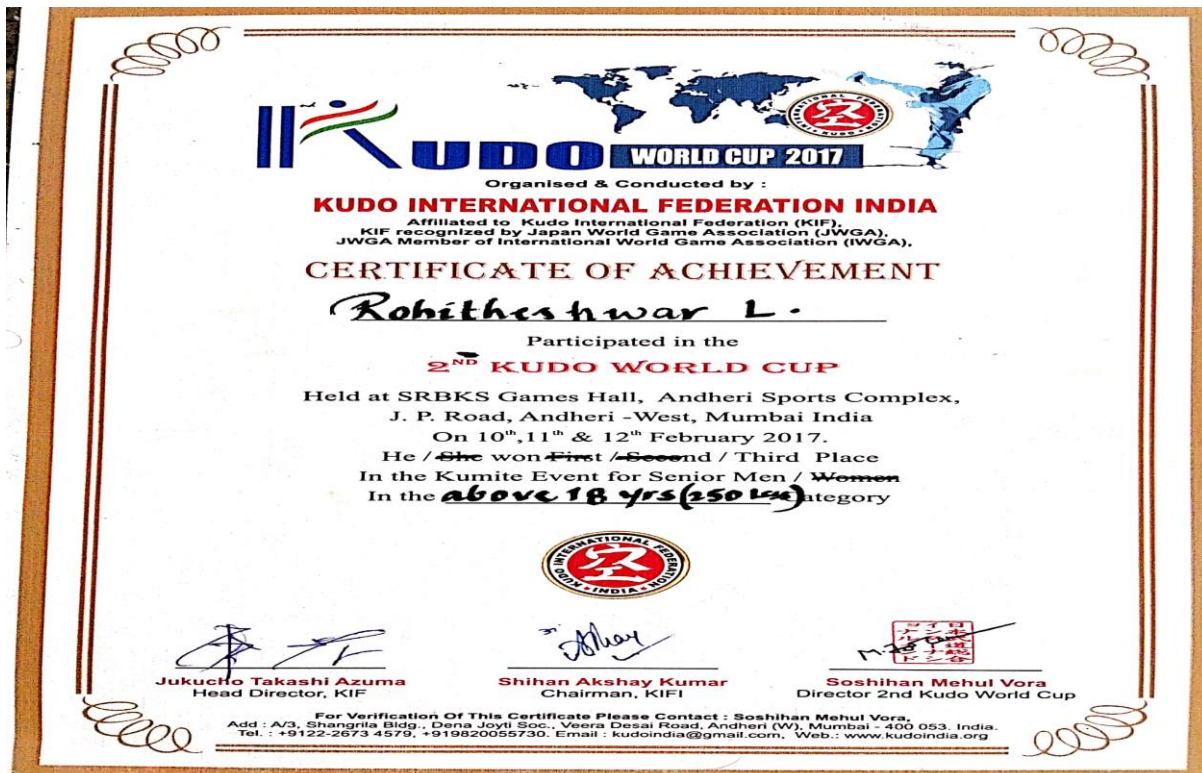 KUDO
WORLD CUP 2017
Organised & Conducted by :
KUDO INTERNATIONAL FEDERATION INDIA
Affiliated to Kudo International Federation (KIF),
KIF recognized by Japan World Game Association (JWGA),
JWGA Member of International World Game Association (IWGA),
CERTIFICATE OF ACHIEVEMENT
Rohitheshwar L.
Participated in the
2ND KUDO WORLD CUP
Held at SRBKS Games Hall, Andheri Sports Complex,
J. P. Road, Andheri -West, Mumbai India
On 10th,11th & 12th February 2017.
He / She won First / Second / Third Place
In the Kumite Event for Senior Men / Women
In the above 18 yrs (250 ategory
KUDO INTERNATIONAL FEDERATION
INDIA
Jukucho Takashi Azuma
Head Director, KIF
Shihan Akshay Kumar
Chairman, KIFI
Soshihan Mehul Vora
Director 2nd Kudo World Cup
For Verification Of This Certificate Please Contact : Soshihan Mehul Vora,
Add : A/3, Shangrila Bldg., Dena Joyti Soc., Veera Desai Road, Andheri (W), Mumbai - 400 053. India.
Tel. : +9122-2673 4579, +919820055730. Email : kudoindia@gmail.com, Web.: www.kudoindia.org